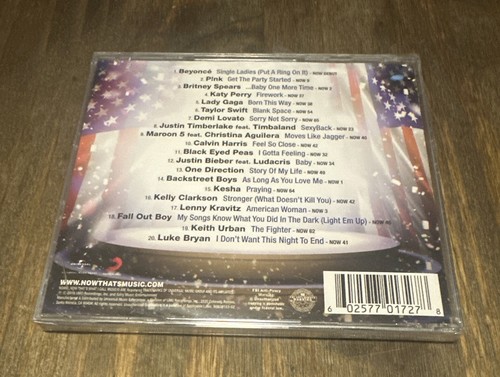 1. Beyoncé Single Ladies (Put A Ring On It) - NOW DEBUT
2. P!nk Get The Party Started - NOW 9
3. Britney Spears ...Baby One More Time - NOW 2
4. Katy Perry Firework - NOW 37
5. Lady Gaga Born This Way - NOW 38
6. Taylor Swift Blank Space - NOW 54
7. Demi Lovato Sorry Not Sorry - NOW 65
8. Justin Timberlake feat. Timbaland SexyBack - NOW 23
9. Maroon 5 feat. Christina Aguilera Moves Like Jagger - NOW 40
10. Calvin Harris Feel So Close - NOW 42
11. Black Eyed Peas I Gotta Feeling - NOW 32
12. Justin Bieber feat. Ludacris Baby - NOW 34
13. One Direction Story Of My Life - NOW 49
14. Backstreet Boys As Long As You Love Me - NOW 1
15. Kesha Praying - NOW 64
16. Kelly Clarkson Stronger (What Doesn't Kill You) - NOW 42
17. Lenny Kravitz American Woman - NOW 3
18. Fall Out Boy My Songs Know What You Did In The Dark (Light Em Up) - NOW 46
19. Keith Urban The Fighter - NOW 62
20. Luke Bryan I Don't Want This Night To End - NOW 41
WWW.NOWTHATSMUSIC.COM
6 02577 01727 8